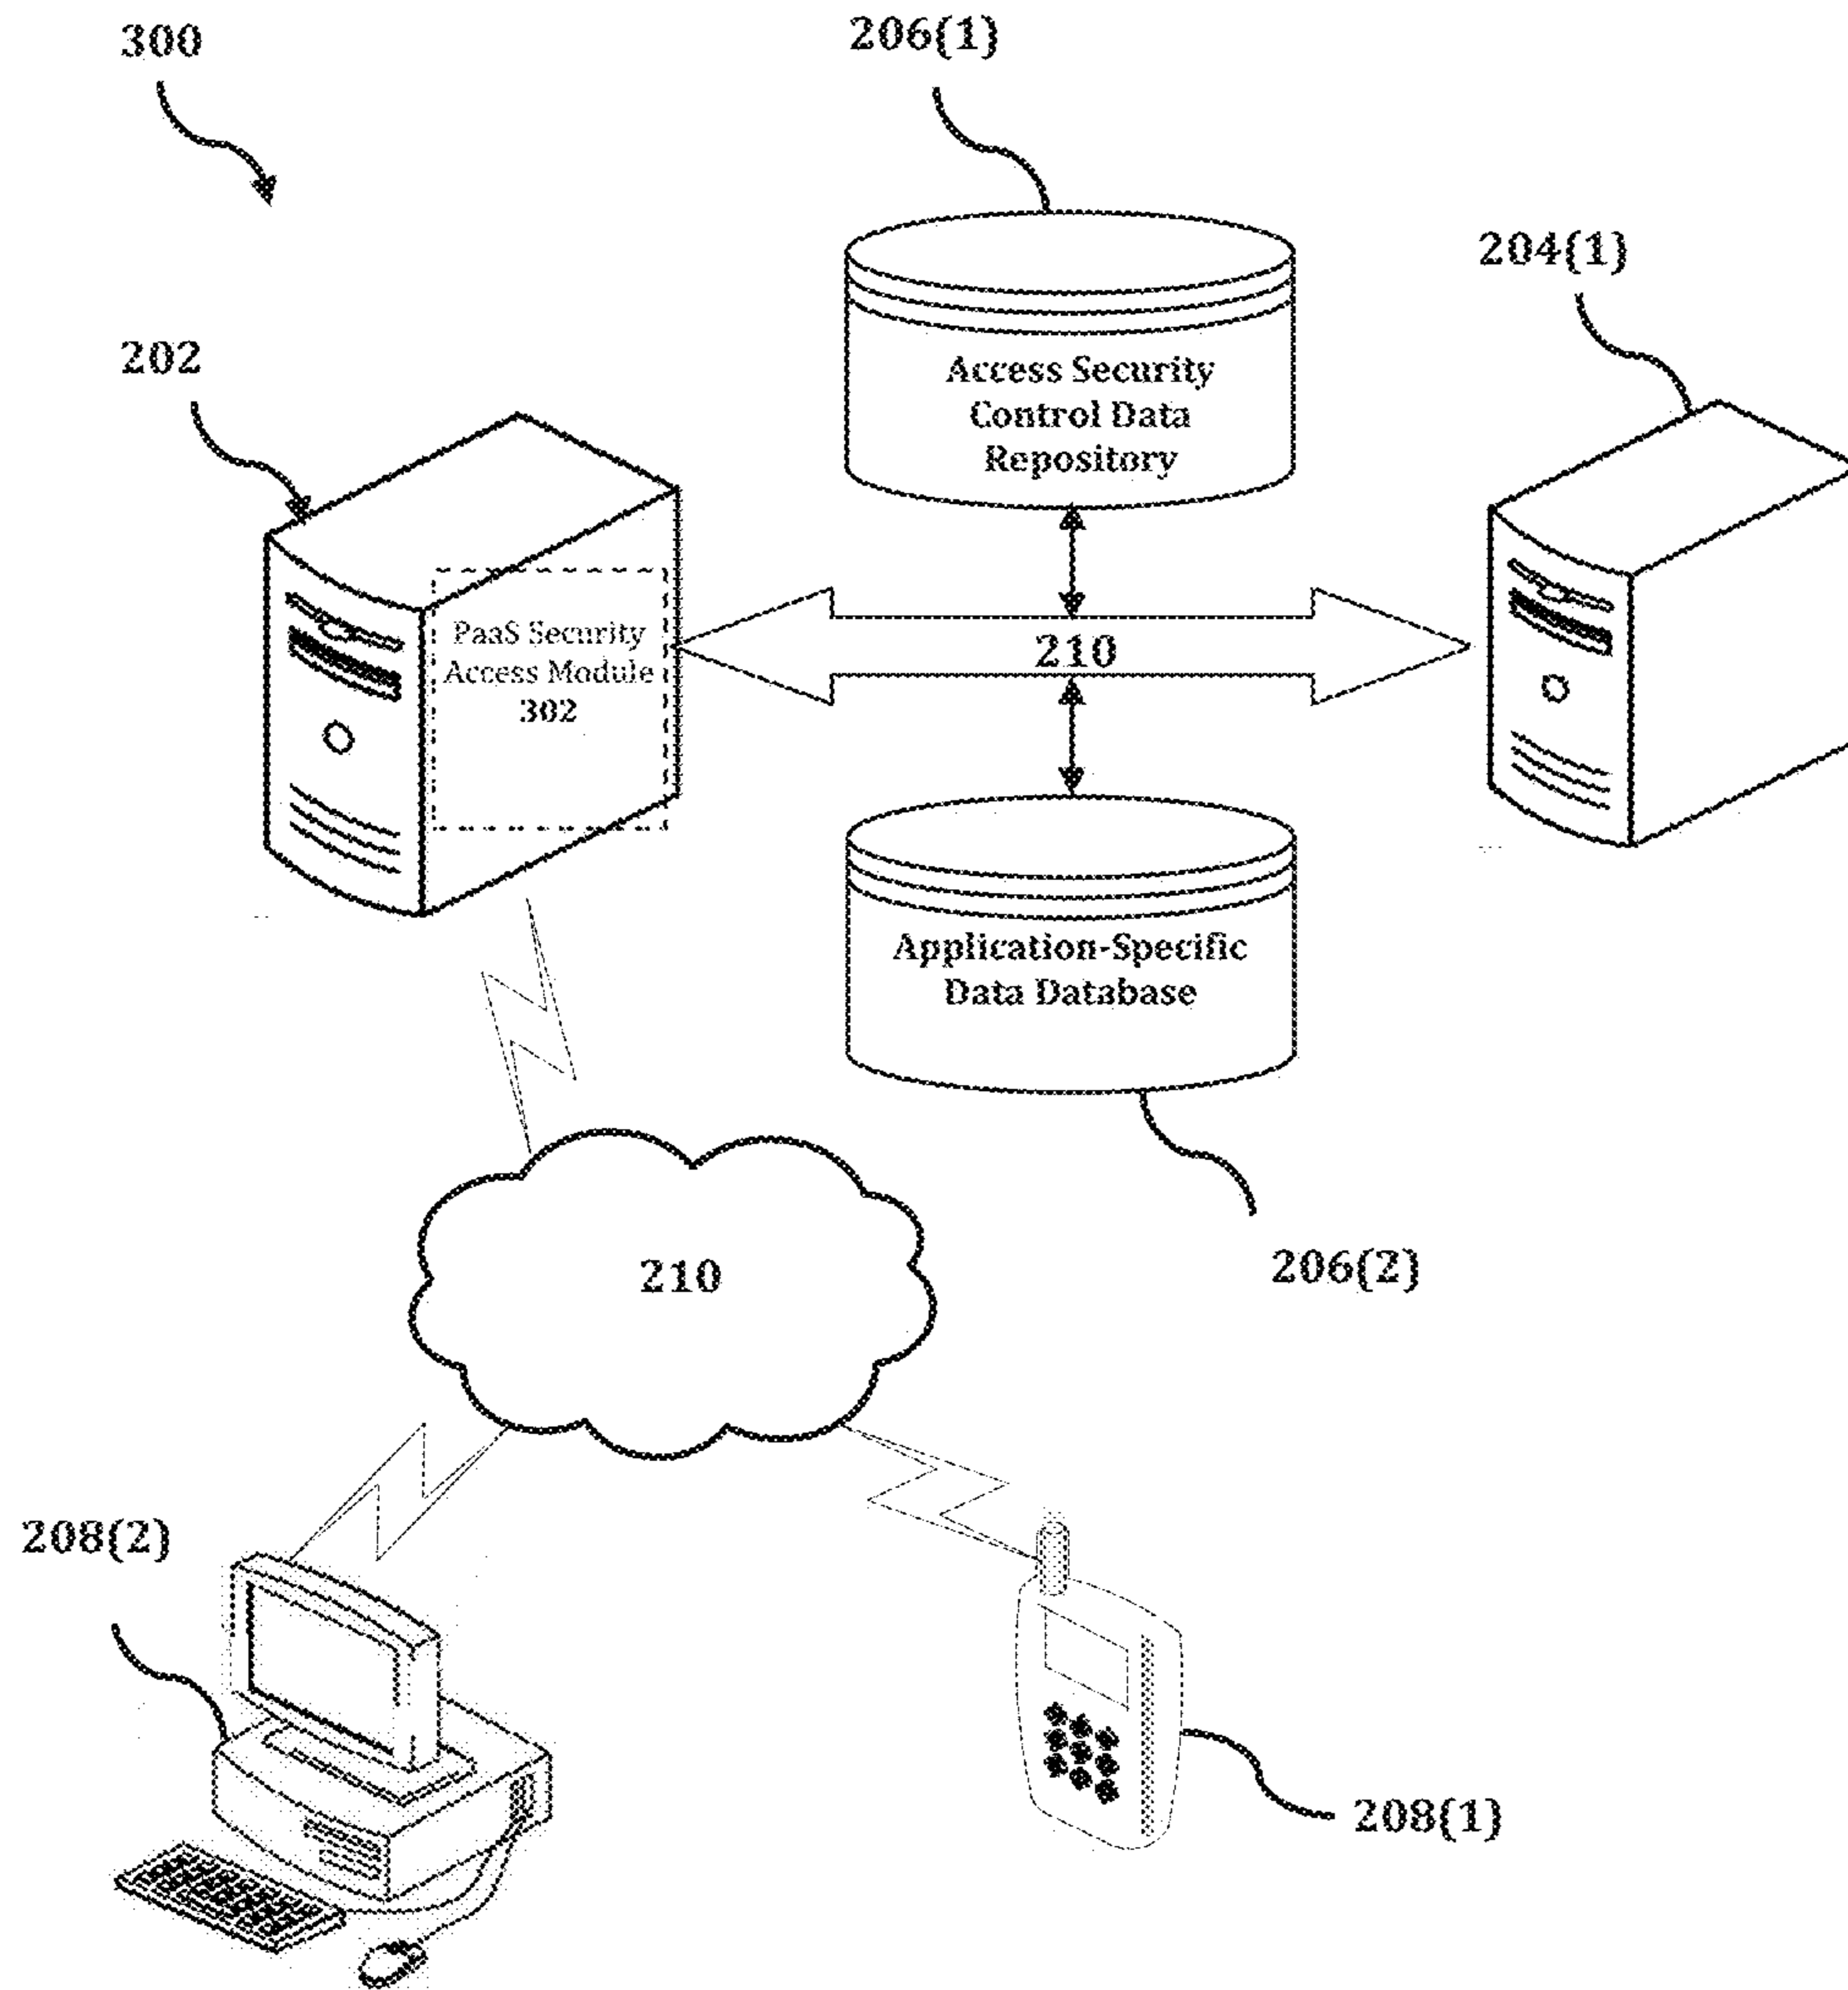 300
206(1)
204(1)
202
Access Security
Control Data
Repository
PaaS Security
Access Module
302
210
Application-Specific
Data Database
206(2)
210
208(2)
208(1)